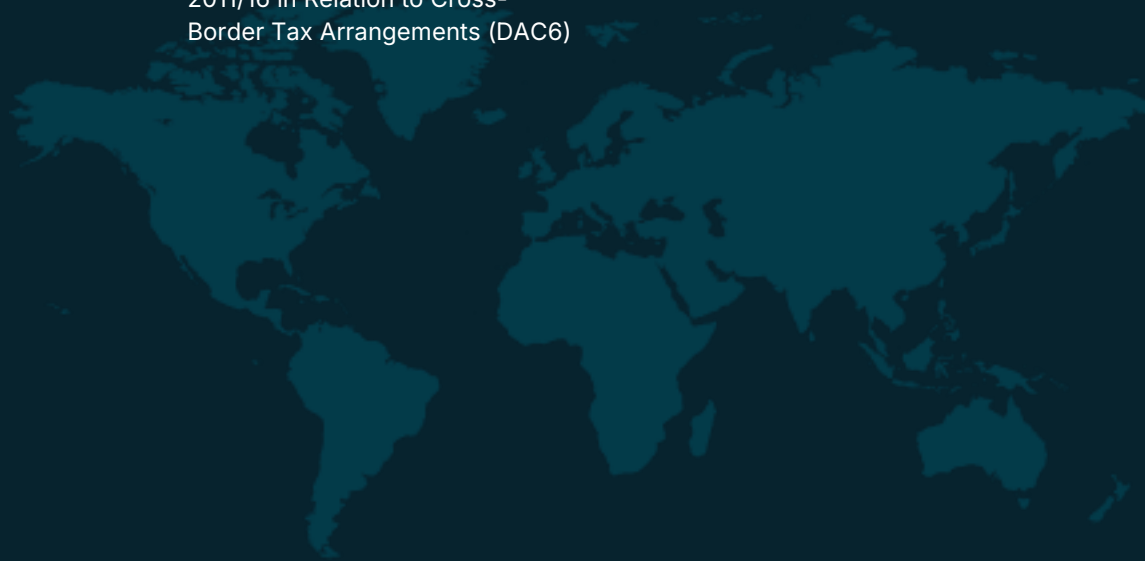 2011/16 in Relation to Cross-
Border Tax Arrangements (DAC6)